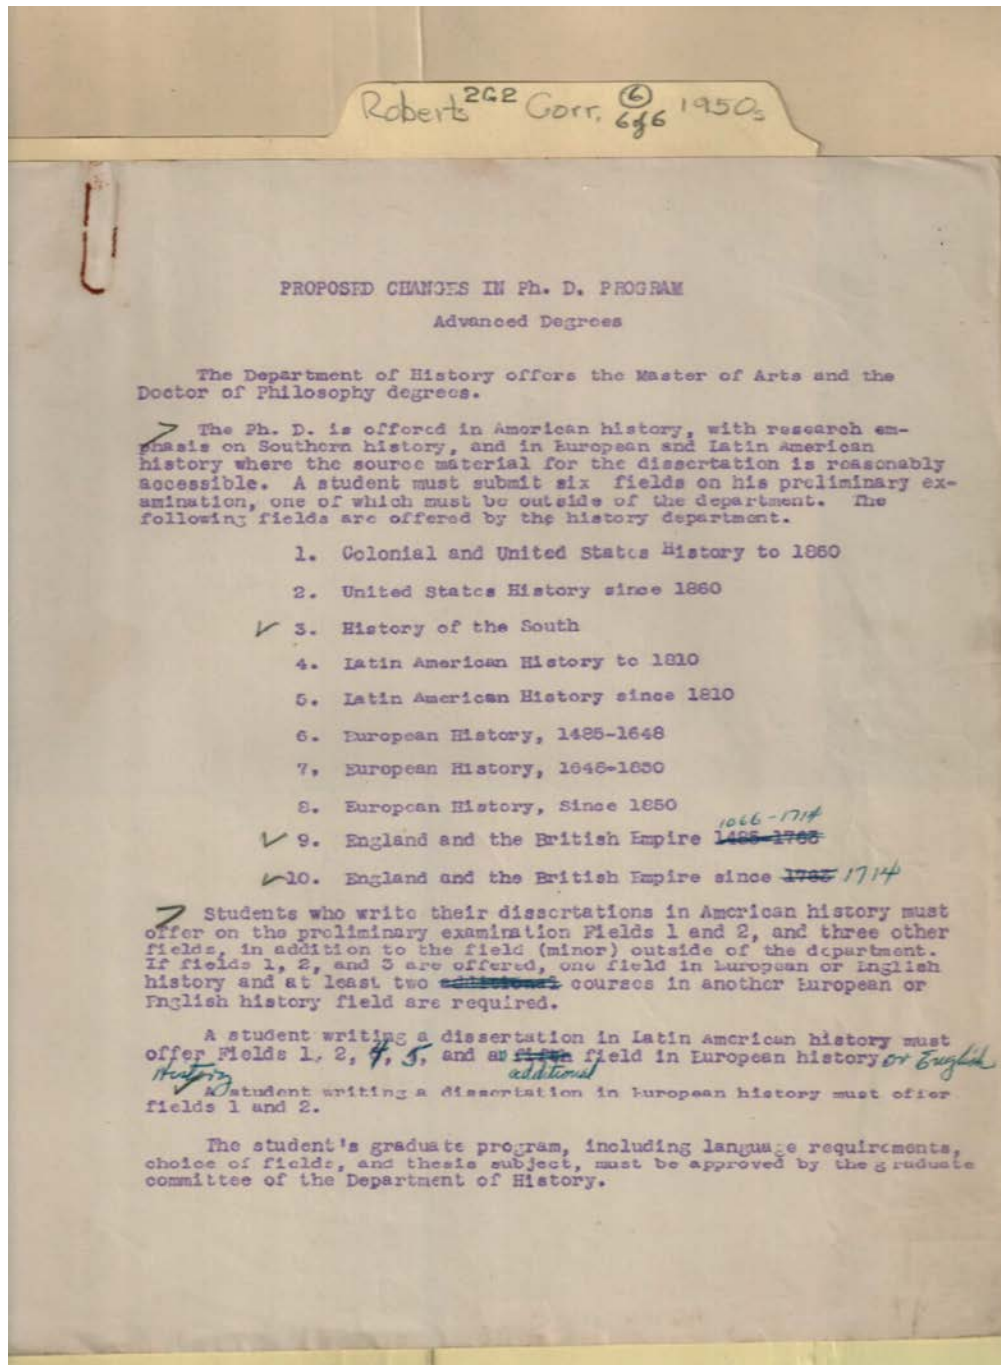 Roberts 2G2 Corr. 6 6 of 6 1950s
PROPOSED CHANGES IN Ph. D. PROGRAM
Advanced Degrees
The Department of History offers the Master of Arts and the
Doctor of Philosophy degrees.
The Ph. D. is offered in American history, with research em-
phasis on Southern history, and in European and Latin American
history where the source material for the dissertation is reasonably
accessible. A student must submit six fields on his preliminary ex-
amination, one of which must be outside of the department. The
following fields are offered by the history department.
1. Colonial and United States History to 1860
2. United States History since 1860
3. History of the South
4. Latin American History to 1810
5. Latin American History since 1810
6. European History, 1485-1648
7. European History, 1648-1850
8. European History, Since 1850
1066-1714
9. England and the British Empire 1485-1763
10. England and the British Empire since 1763 1714
Students who write their dissertations in American history must
offer on the preliminary examination Fields 1 and 2, and three other
fields, in addition to the field (minor) outside of the department.
If fields 1, 2, and 3 are offered, one field in European or English
history and at least two additional courses in another European or
English history field are required.
A student writing a dissertation in Latin American history must
offer Fields 1, 2, 4, 5, and a fifth field in European history or English
History additional
A student writing a dissertation in European history must offer
fields 1 and 2.
The student's graduate program, including language requirements,
choice of fields, and thesis subject, must be approved by the graduate
committee of the Department of History.